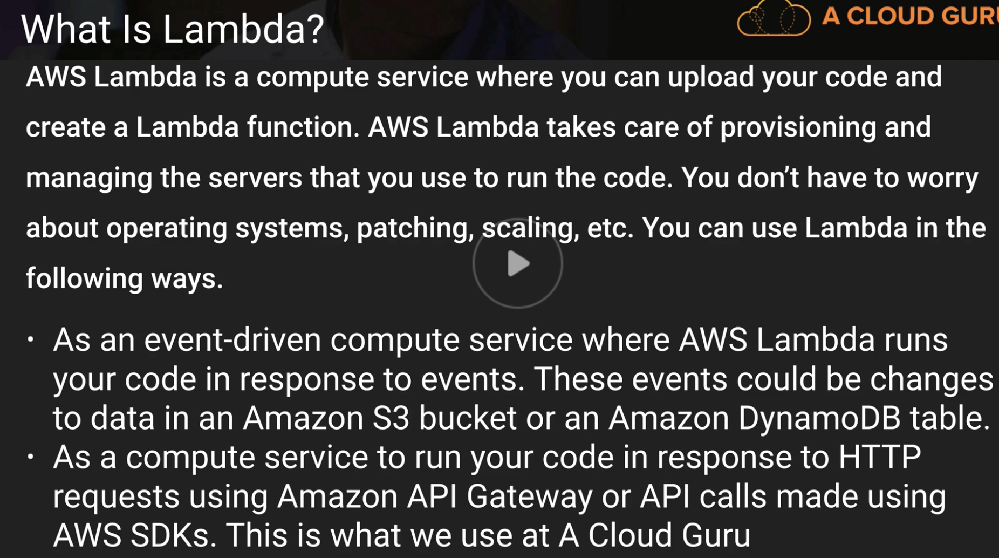 What Is Lambda?
A CLOUD GURU
AWS Lambda is a compute service where you can upload your code and
create a Lambda function. AWS Lambda takes care of provisioning and
managing the servers that you use to run the code. You don’t have to worry
about operating systems, patching, scaling, etc. You can use Lambda in the
following ways.
• As an event-driven compute service where AWS Lambda runs
your code in response to events. These events could be changes
to data in an Amazon S3 bucket or an Amazon DynamoDB table.
• As a compute service to run your code in response to HTTP
requests using Amazon API Gateway or API calls made using
AWS SDKs. This is what we use at A Cloud Guru